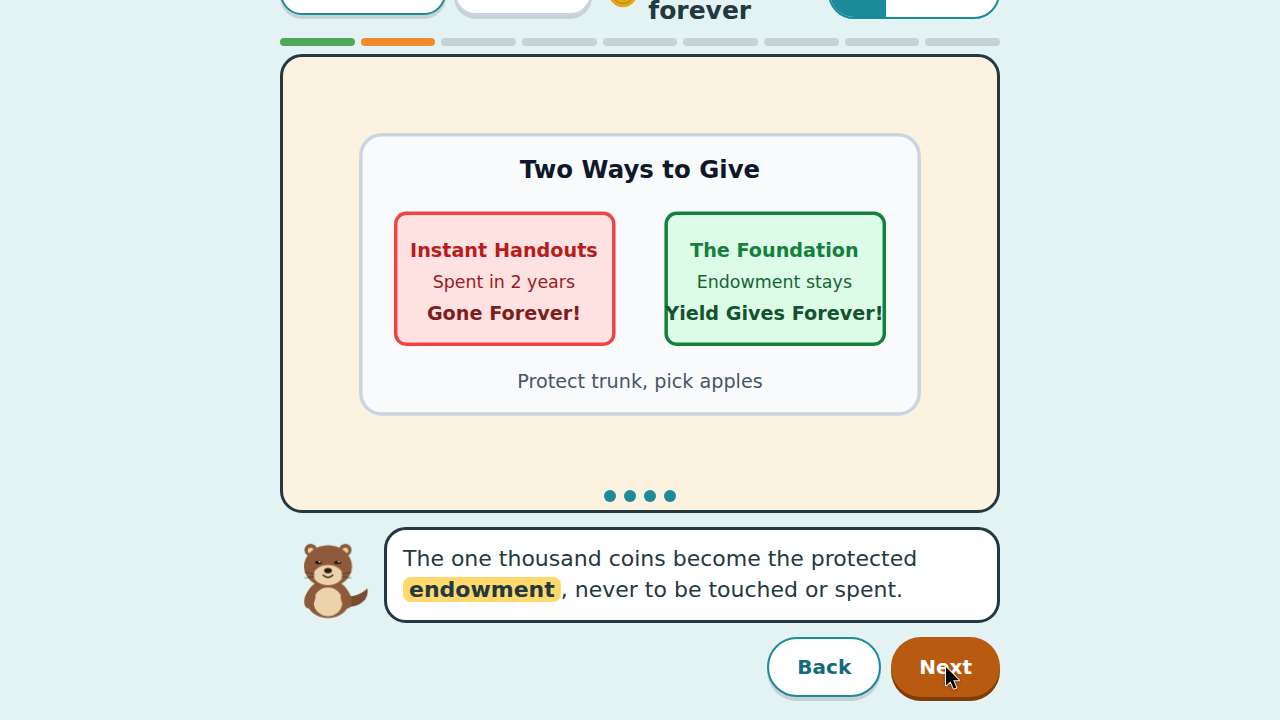 forever
Two Ways to Give
Instant Handouts
Spent in 2 years
Gone Forever!
The Foundation
Endowment stays
Yield Gives Forever!
Protect trunk, pick apples
The one thousand coins become the protected
endowment, never to be touched or spent.
Back
Next